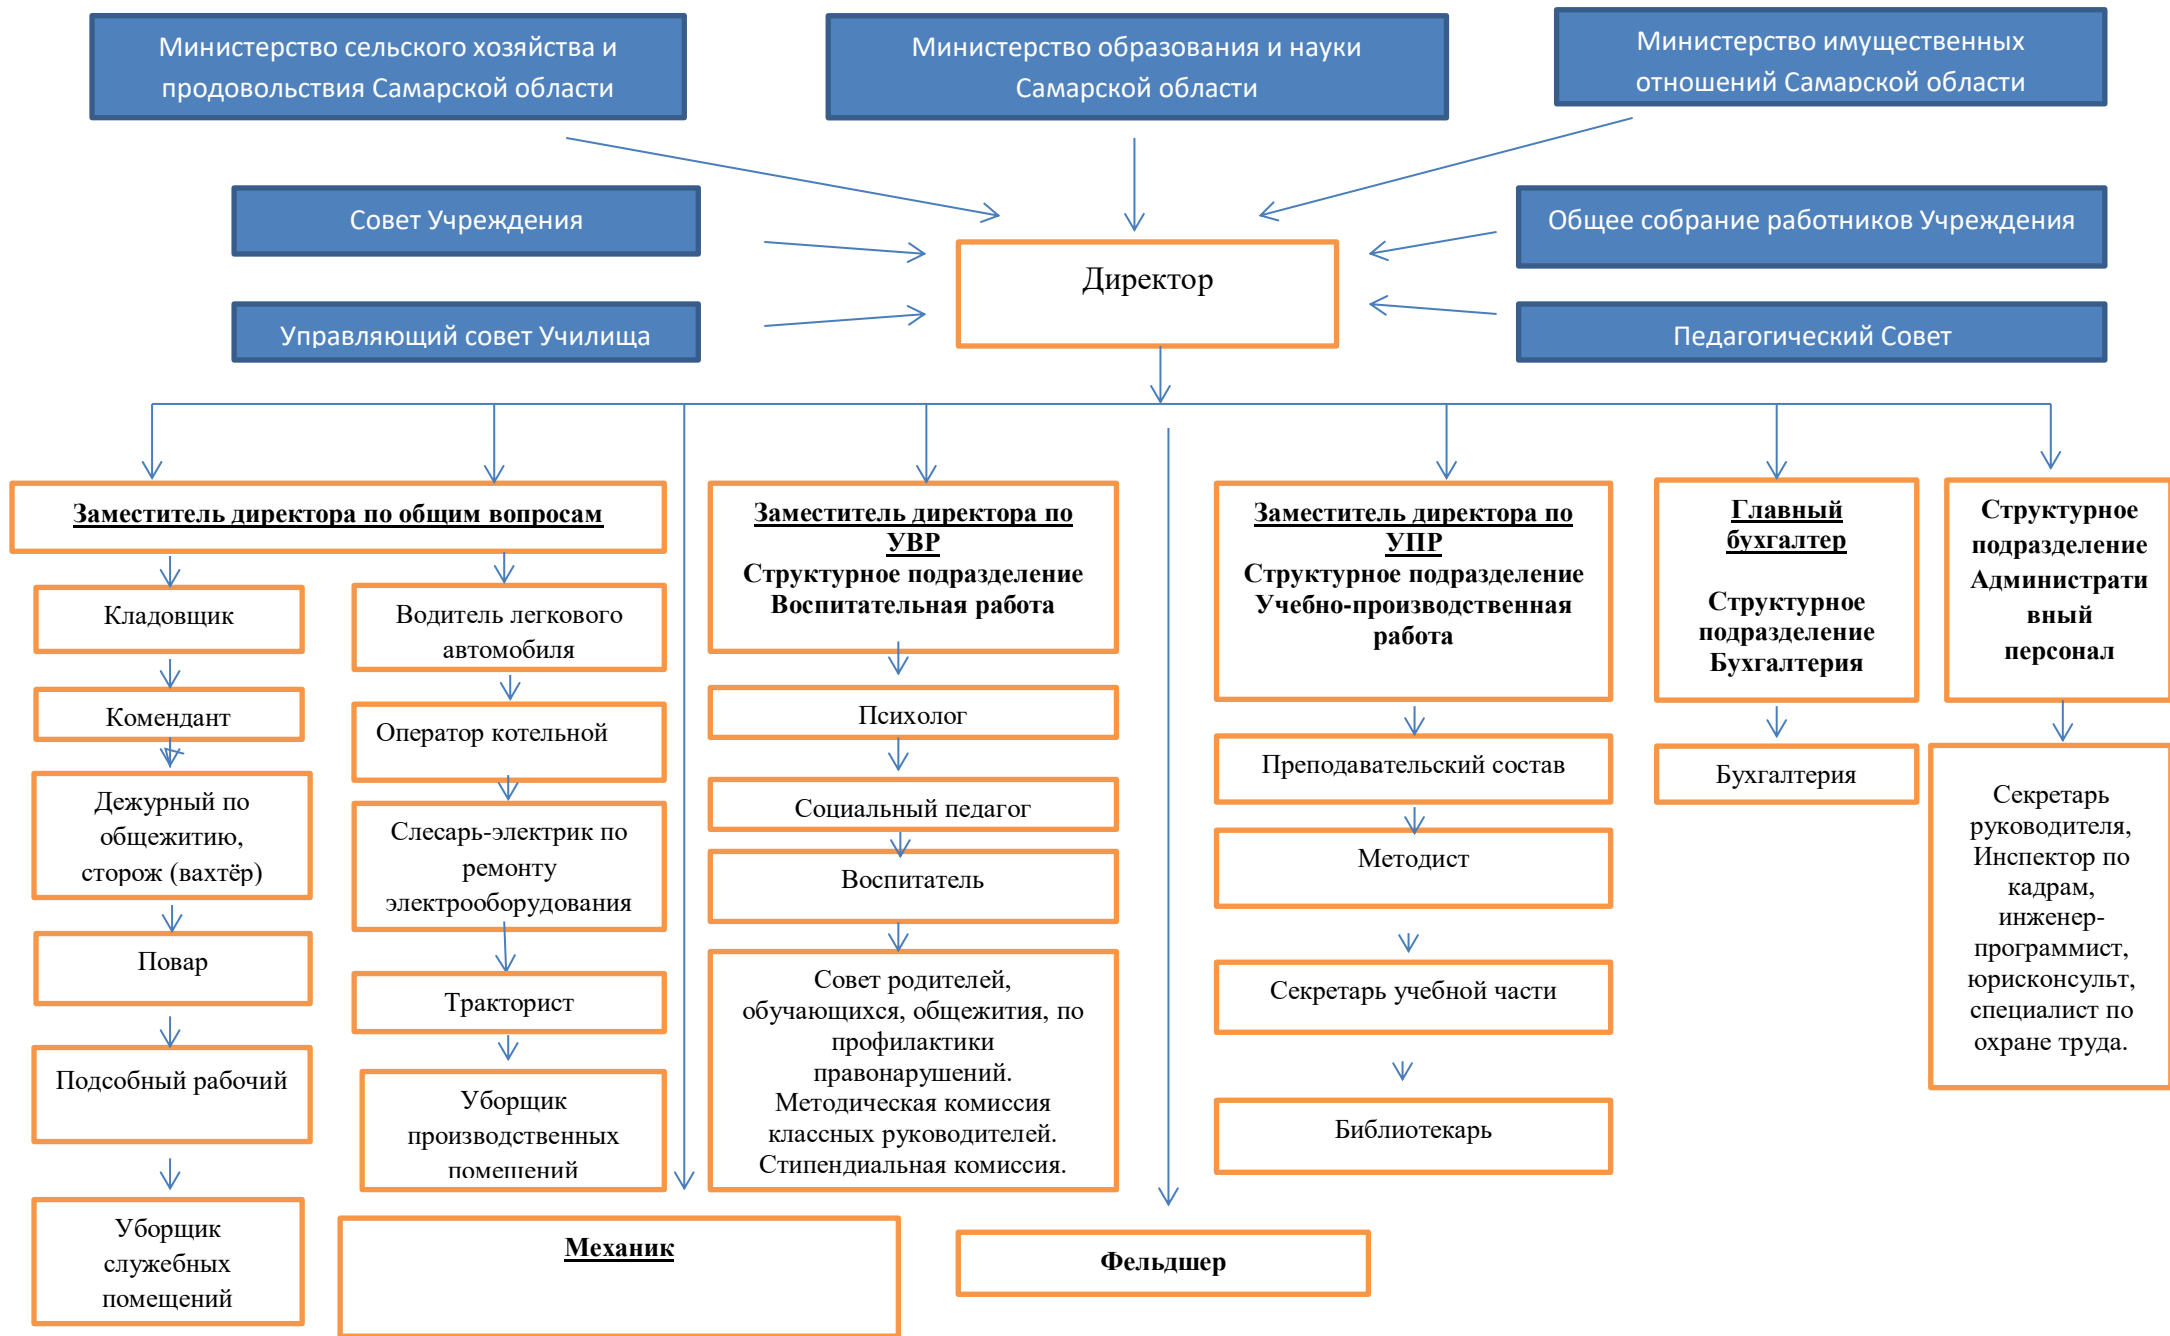 Министерство сельского хозяйства и
продовольствия Самарской области
Министерство образования и науки
Самарской области
Министерство имущественных
отношений Самарской области
Совет Учреждения
Общее собрание работников Учреждения
Директор
Управляющий совет Училища
Педагогический Совет
Заместитель директора по общим вопросам
Кладовщик
Комендант
Дежурный по
общежитию,
сторож (вахтёр)
Повар
Подсобный рабочий
Уборщик
служебных
помещений
Водитель легкового
автомобиля
Оператор котельной
Слесарь-электрик по
ремонту
электрооборудования
Тракторист
Уборщик
производственных
помещений
Механик
Заместитель директора по
УВР
Структурное подразделение
Воспитательная работа
Психолог
Социальный педагог
Воспитатель
Совет родителей,
обучающихся, общежития, по
профилактики
правонарушений.
Методическая комиссия
классных руководителей.
Стипендиальная комиссия.
Фельдшер
Заместитель директора по
УПР
Структурное подразделение
Учебно-производственная
работа
Преподавательский состав
Методист
Секретарь учебной части
Библиотекарь
Главный
бухгалтер
Структурное
подразделение
Бухгалтерия
Бухгалтерия
Структурное
подразделение
Администрати
вный
персонал
Секретарь
руководителя,
Инспектор по
кадрам,
инженер-
программист,
юрисконсульт,
специалист по
охране труда.